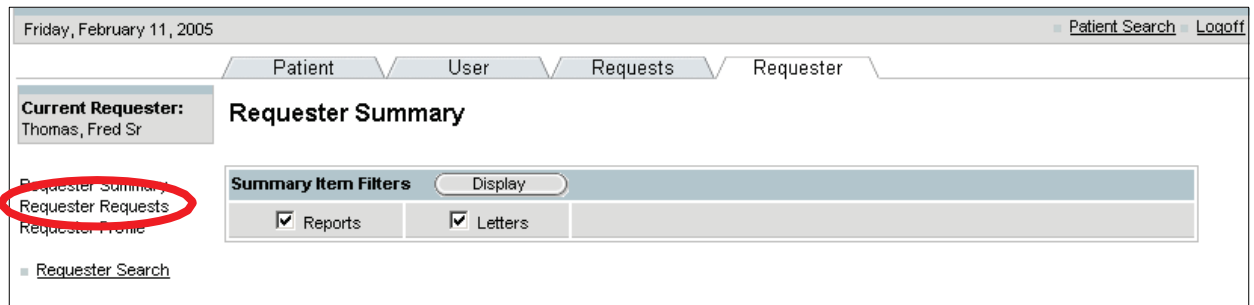 Friday, February 11, 2005
Patient Search Logoff
Patient User Requests Requester
Current Requester:
Thomas, Fred Sr
Requester Summary
Requester Summary
Requester Requests
Requester Profile
Requester Search
Summary Item Filters Display
Reports Letters